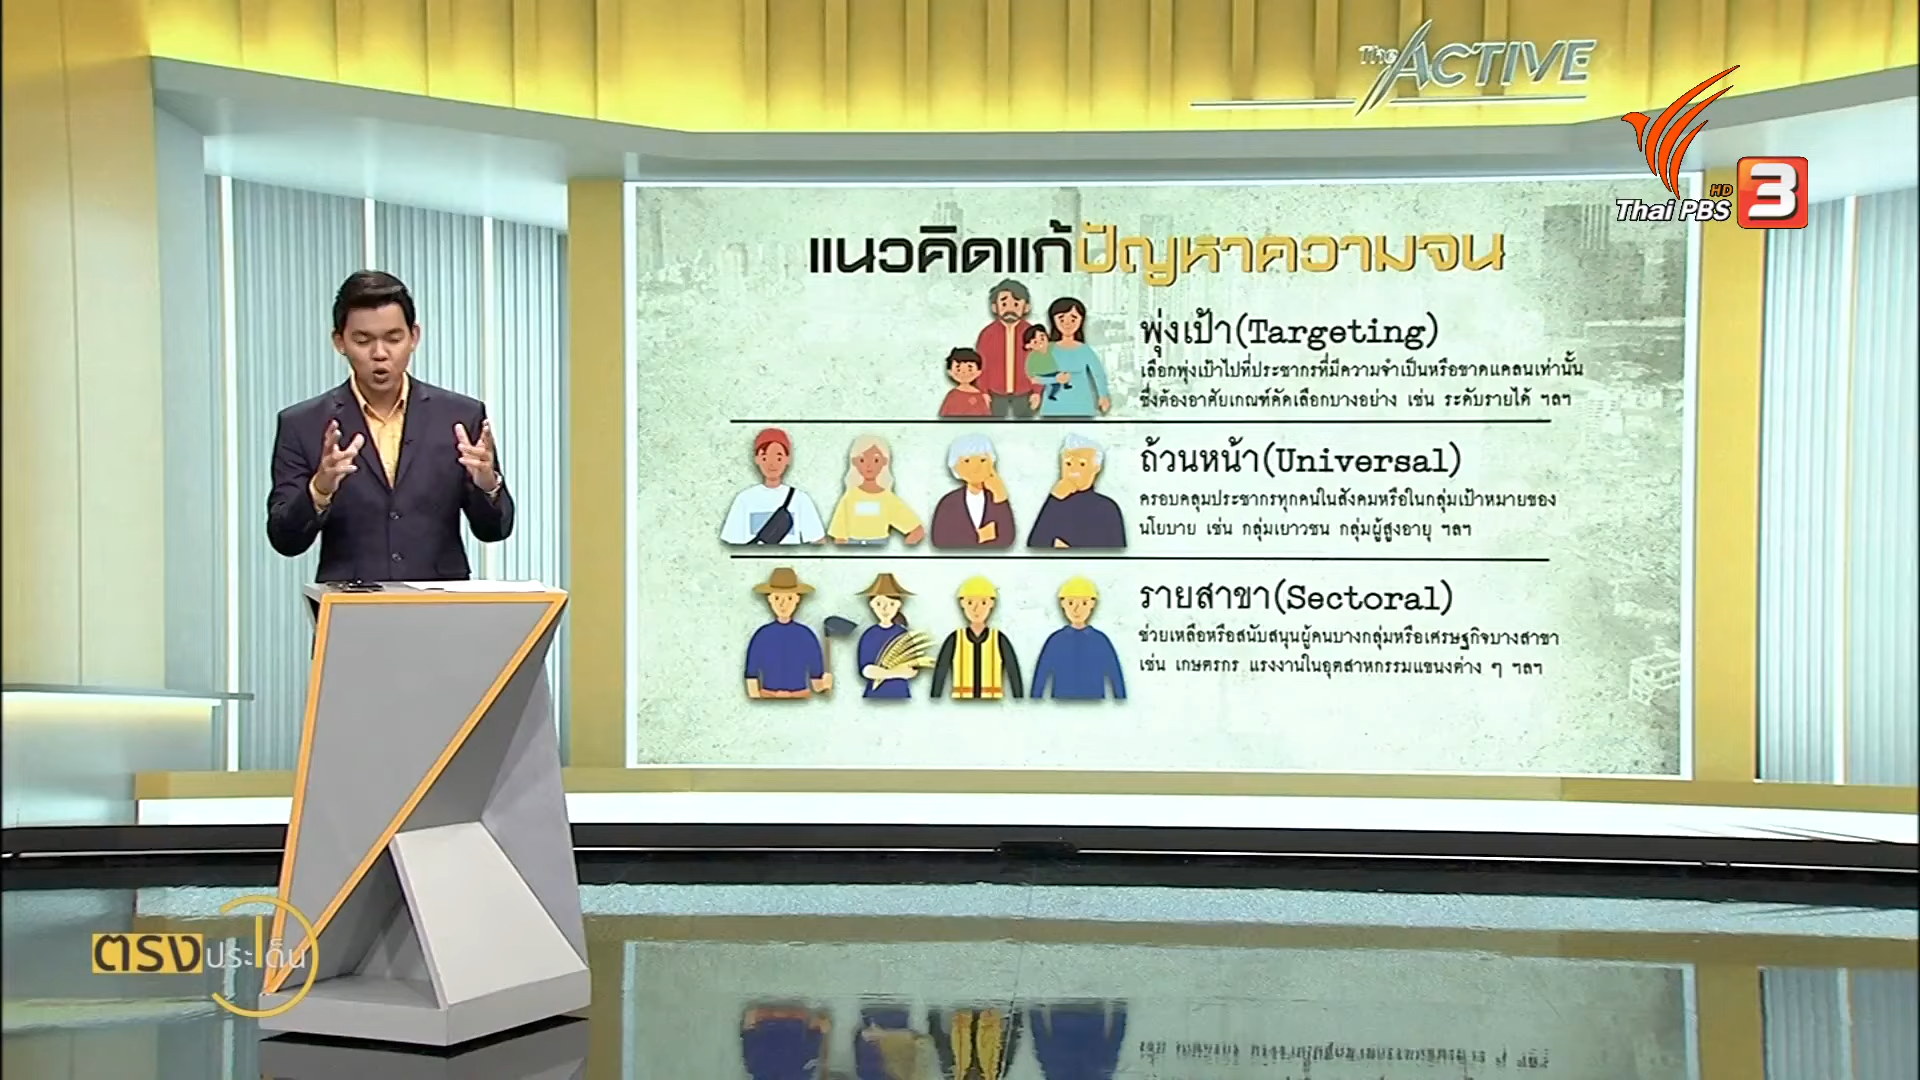 The ACTIVE
HD
Thai PBS 3
แนวคิดแก้ปัญหาความจน
พุ่งเป้า(Targeting)
เลือกพุ่งเป้าไปที่ประชากรที่มีความจำเป็นหรือขาดแคลนเท่านั้น
ซึ่งต้องอาศัยเกณฑ์คัดเลือกบางอย่าง เช่น ระดับรายได้ ฯลฯ
ถ้วนหน้า(Universal)
ครอบคลุมประชากรทุกคนในสังคมหรือในกลุ่มเป้าหมายของ
นโยบาย เช่น กลุ่มเยาวชน กลุ่มผู้สูงอายุ ฯลฯ
รายสาขา(Sectoral)
ช่วยเหลือหรือสนับสนุนผู้คนบางกลุ่มหรือเศรษฐกิจบางสาขา
เช่น เกษตรกร แรงงานในอุตสาหกรรมแขนงต่าง ๆ ฯลฯ
ตรงประเด็น